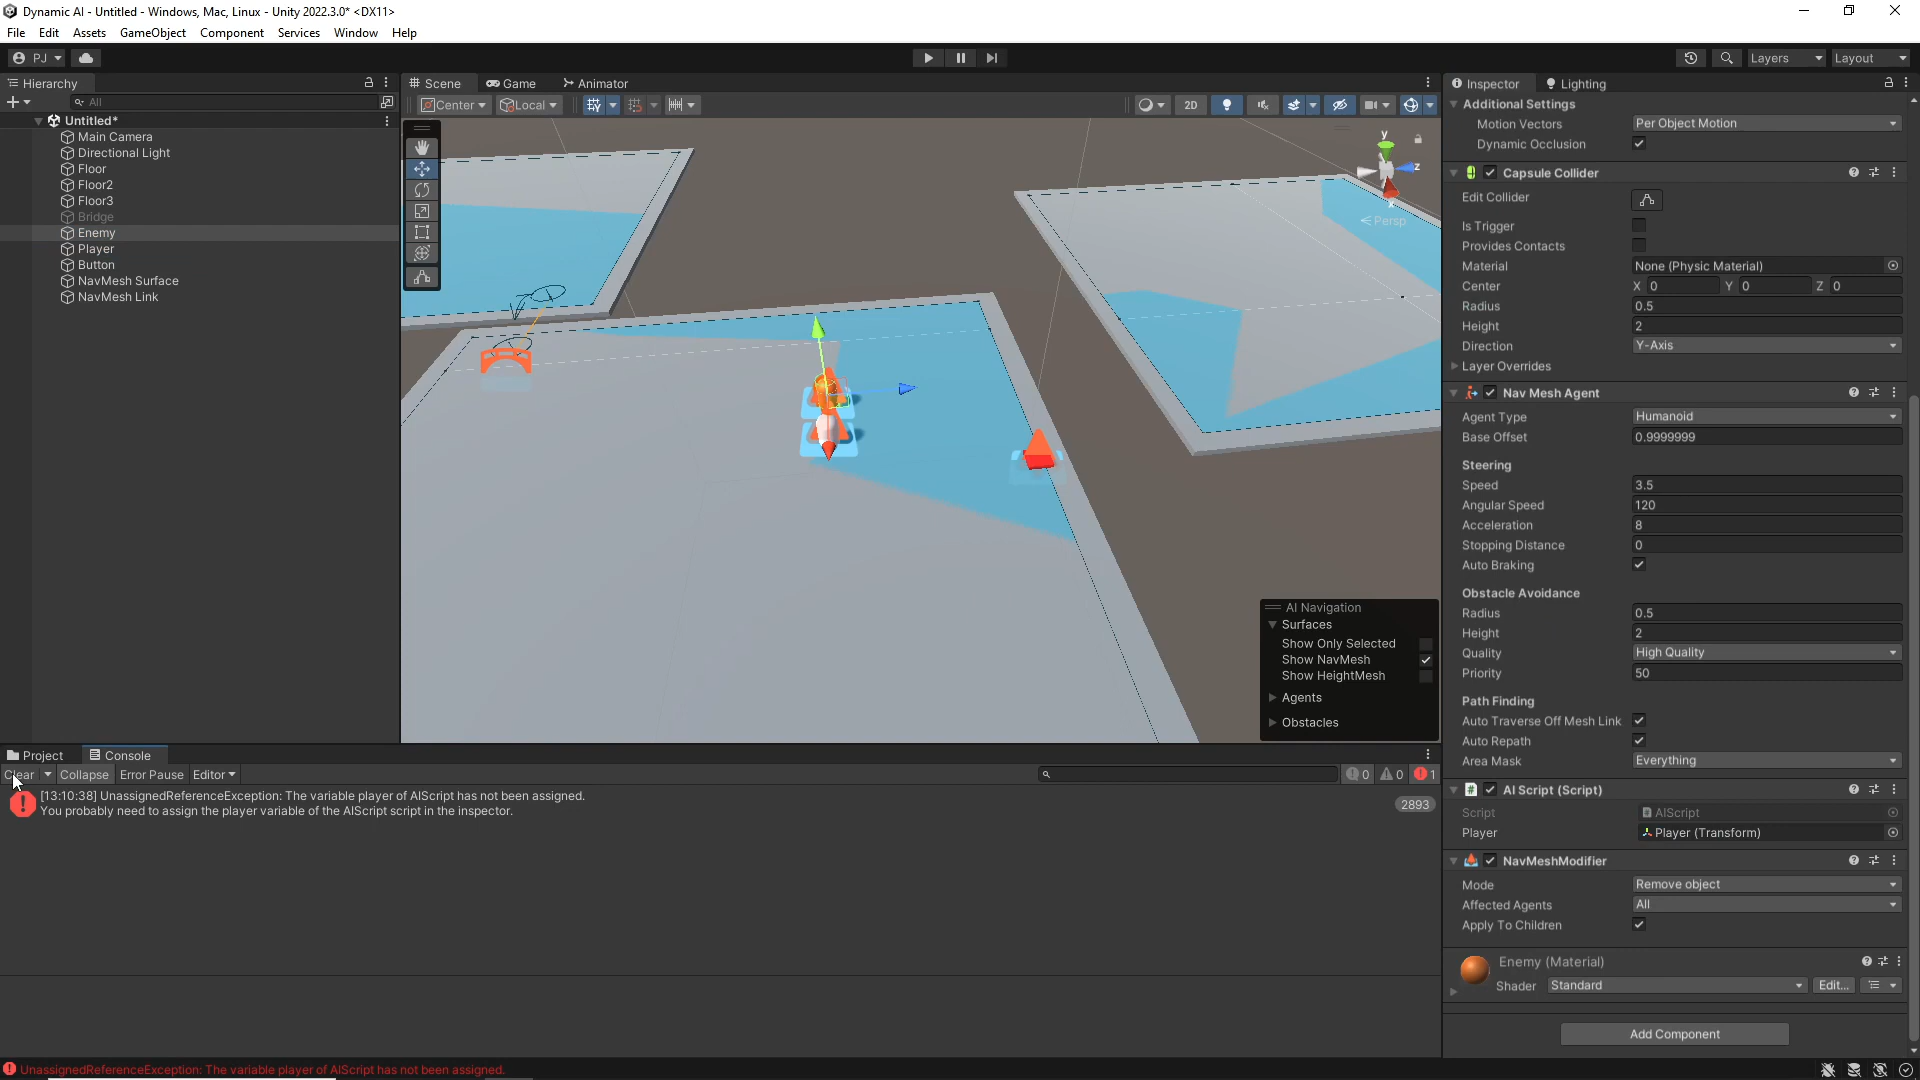 Dynamic AI - Untitled - Windows, Mac, Linux - Unity 2022.3.0* <DX11>
File Edit Assets GameObject Component Services Window Help
PJ
Layers Layout
Hierarchy
All
Untitled*
Main Camera
Directional Light
Floor
Floor2
Floor3
Bridge
Enemy
Player
Button
NavMesh Surface
NavMesh Link
Scene Game Animator
Center Local 2D
y
z
x
Persp
AI Navigation
Surfaces
Show Only Selected
Show NavMesh
Show HeightMesh
Agents
Obstacles
Project Console
Clear Collapse Error Pause Editor
0 0 1
[13:10:38] UnassignedReferenceException: The variable player of AIScript has not been assigned.
You probably need to assign the player variable of the AIScript script in the inspector.
2893
Inspector Lighting
Additional Settings
Motion Vectors Per Object Motion
Dynamic Occlusion
Capsule Collider
Edit Collider
Is Trigger
Provides Contacts
Material None (Physic Material)
Center X 0 Y 0 Z 0
Radius 0.5
Height 2
Direction Y-Axis
Layer Overrides
Nav Mesh Agent
Agent Type Humanoid
Base Offset 0.9999999
Steering
Speed 3.5
Angular Speed 120
Acceleration 8
Stopping Distance 0
Auto Braking
Obstacle Avoidance
Radius 0.5
Height 2
Quality High Quality
Priority 50
Path Finding
Auto Traverse Off Mesh Link
Auto Repath
Area Mask Everything
# AI Script (Script)
Script AIScript
Player Player (Transform)
NavMeshModifier
Mode Remove object
Affected Agents All
Apply To Children
Enemy (Material)
Shader Standard Edit...
Add Component
UnassignedReferenceException: The variable player of AIScript has not been assigned.